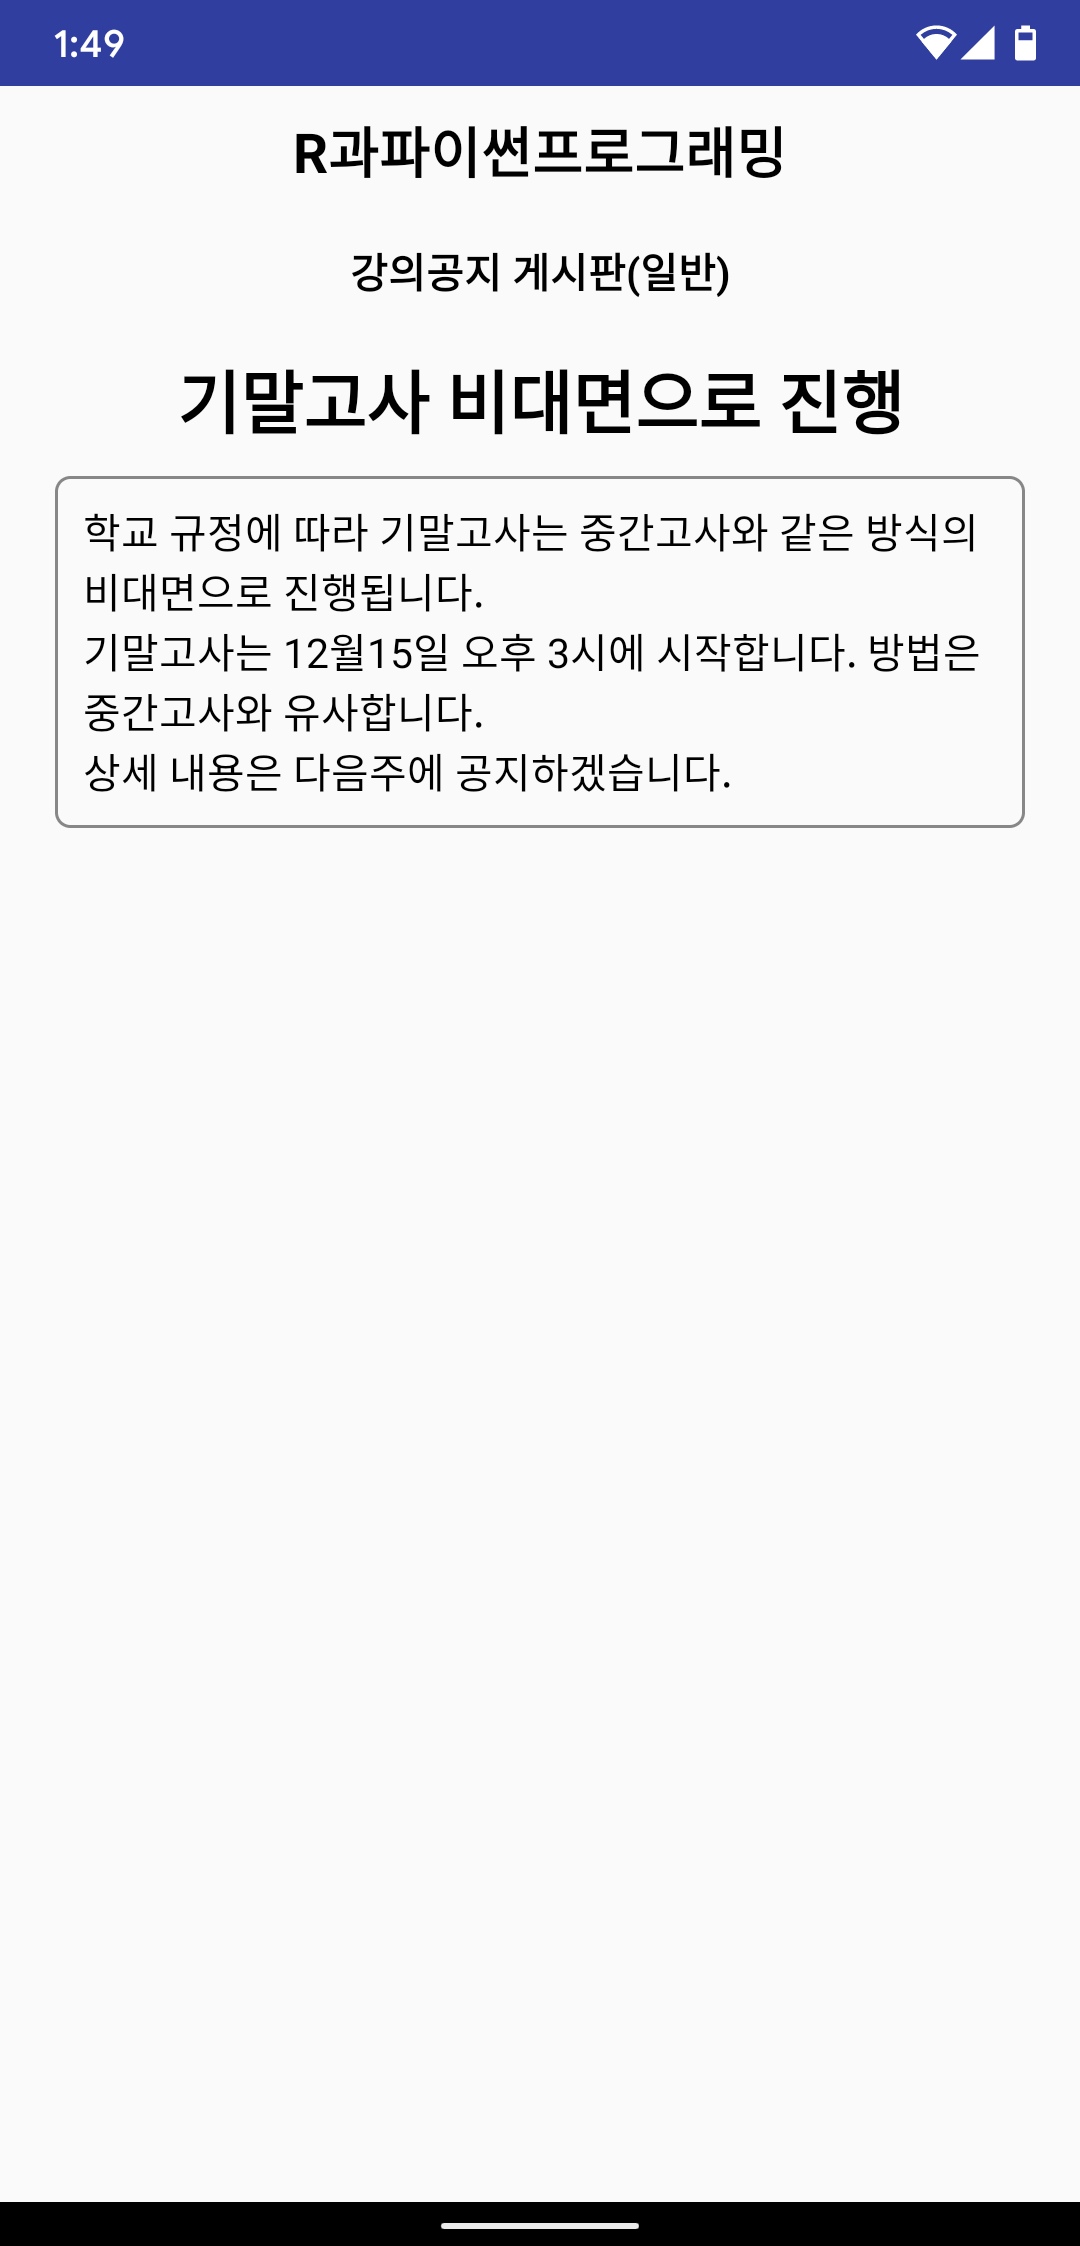 1:49
R과파이썬프로그래밍
강의공지 게시판(일반)
기말고사 비대면으로 진행
학교 규정에 따라 기말고사는 중간고사와 같은 방식의
비대면으로 진행됩니다.
기말고사는 12월15일 오후 3시에 시작합니다. 방법은
중간고사와 유사합니다.
상세 내용은 다음주에 공지하겠습니다.